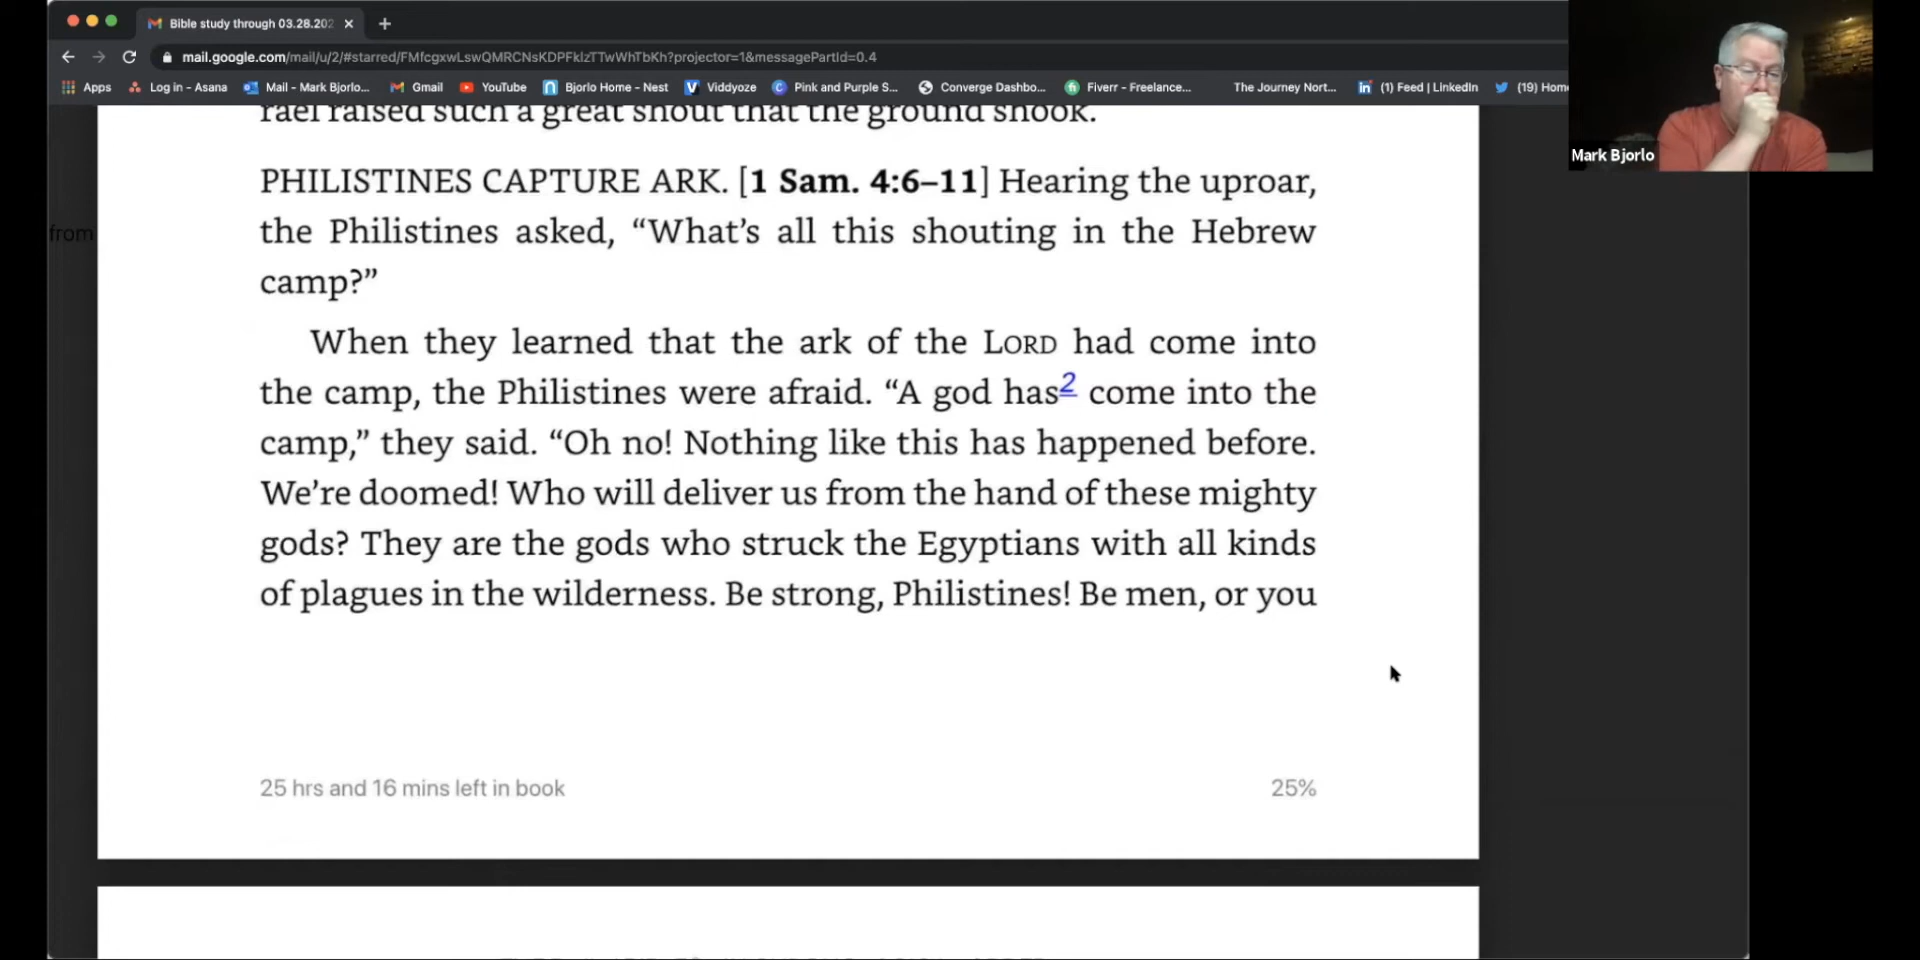 Bible study through 03.28.202
mail.google.com/mail/u/2/#starred/FMfcgxwLswQMRCNsKDPFklzTTwWhTbKh?projector=1&messagePartId=0.4
Apps Log in - Asana Mail - Mark Bjorlo... Gmail YouTube Bjorlo Home - Nest Viddyoze Pink and Purple S... Converge Dashbo... Fiverr - Freelance... The Journey Nort... (1) Feed | LinkedIn (19) Hom
Mark Bjorlo
rael raised such a great shout that the ground shook.
PHILISTINES CAPTURE ARK. [1 Sam. 4:6–11] Hearing the uproar,
the Philistines asked, “What’s all this shouting in the Hebrew
from
camp?”
When they learned that the ark of the LORD had come into
the camp, the Philistines were afraid. “A god has2 come into the
camp,” they said. “Oh no! Nothing like this has happened before.
We’re doomed! Who will deliver us from the hand of these mighty
gods? They are the gods who struck the Egyptians with all kinds
of plagues in the wilderness. Be strong, Philistines! Be men, or you
25 hrs and 16 mins left in book 25%